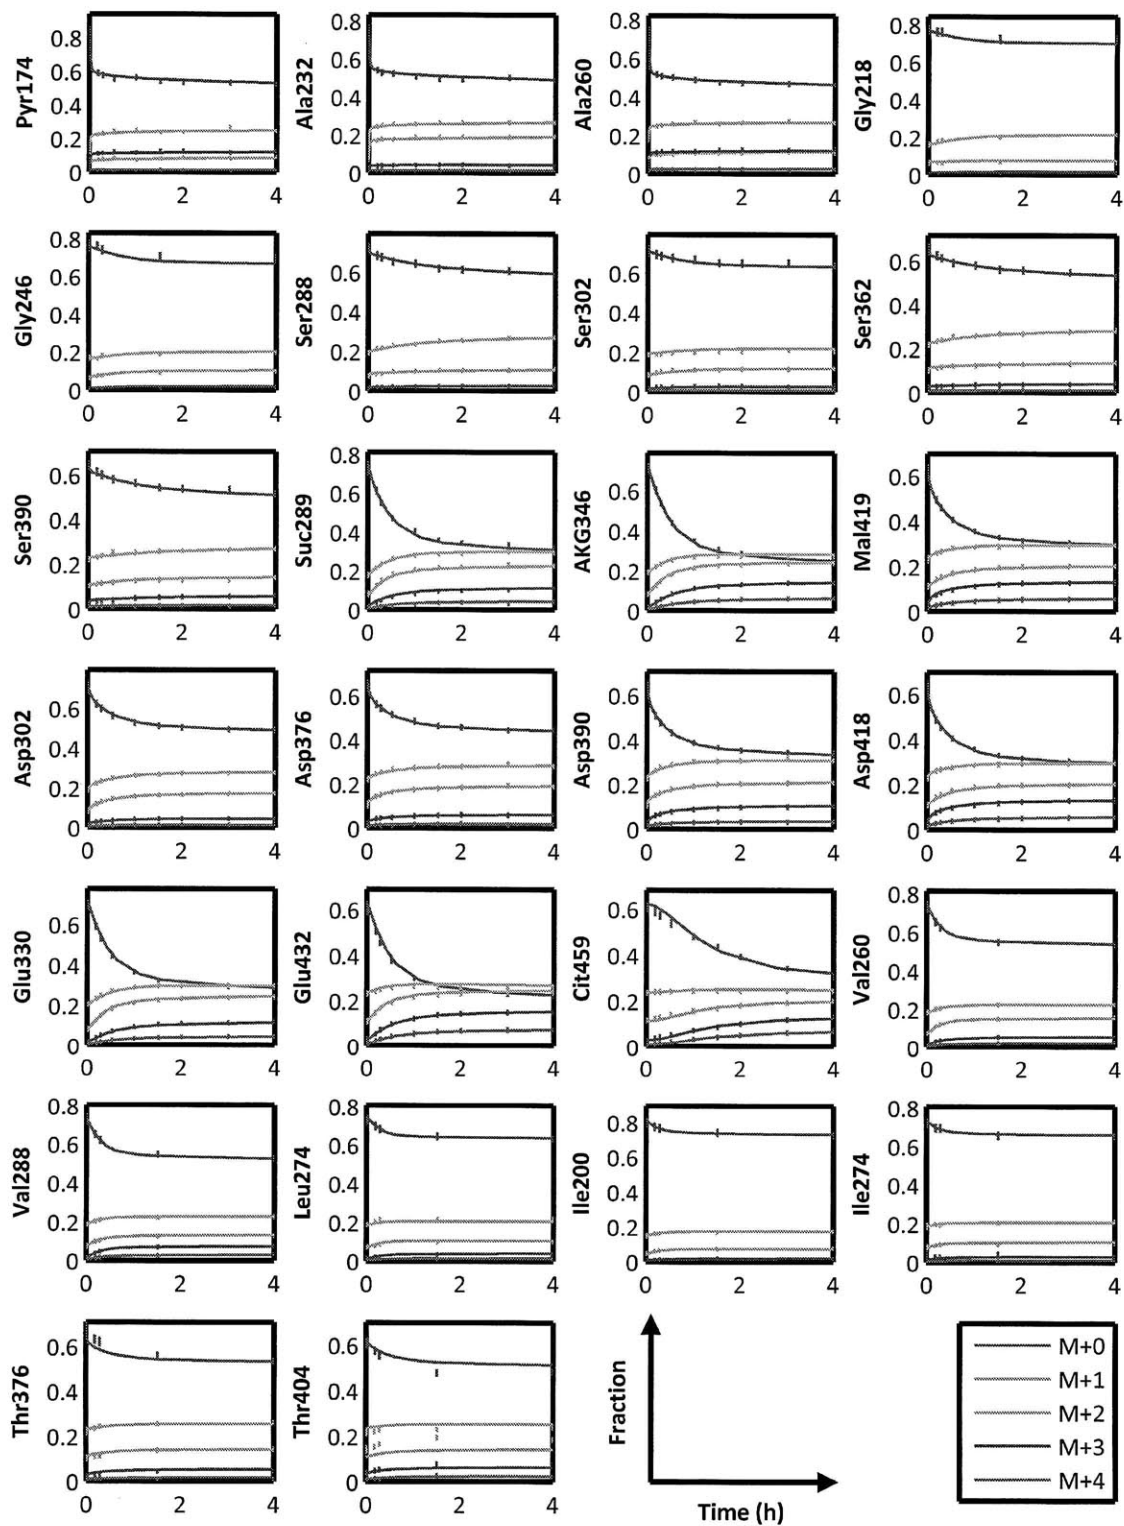 Pyr174
0.8
0.6
0.4
0.2
0
0 2 4
Ala232
0.8
0.6
0.4
0.2
0
0 2 4
Ala260
0.8
0.6
0.4
0.2
0
0 2 4
Gly218
0.8
0.6
0.4
0.2
0
0 2 4
Gly246
0.8
0.6
0.4
0.2
0
0 2 4
Ser288
0.6
0.4
0.2
0
0 2 4
Ser302
0.6
0.4
0.2
0
0 2 4
Ser362
0.6
0.4
0.2
0
0 2 4
Ser390
0.6
0.4
0.2
0
0 2 4
Suc289
0.8
0.6
0.4
0.2
0
0 2 4
AKG346
0.6
0.4
0.2
0
0 2 4
Mal419
0.6
0.4
0.2
0
0 2 4
Asp302
0.6
0.4
0.2
0
0 2 4
Asp376
0.6
0.4
0.2
0
0 2 4
Asp390
0.6
0.4
0.2
0
0 2 4
Asp418
0.6
0.4
0.2
0
0 2 4
Glu330
0.6
0.4
0.2
0
0 2 4
Glu432
0.6
0.4
0.2
0
0 2 4
Cit459
0.6
0.4
0.2
0
0 2 4
Val260
0.8
0.6
0.4
0.2
0
0 2 4
Val288
0.8
0.6
0.4
0.2
0
0 2 4
Leu274
0.8
0.6
0.4
0.2
0
0 2 4
Ile200
0.8
0.6
0.4
0.2
0
0 2 4
Ile274
0.8
0.6
0.4
0.2
0
0 2 4
Thr376
0.6
0.4
0.2
0
0 2 4
Thr404
0.6
0.4
0.2
0
0 2 4
Fraction
Time (h)
M+0
M+1
M+2
M+3
M+4